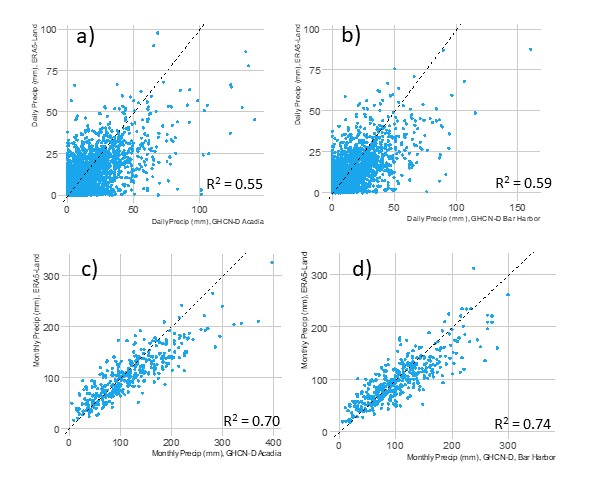 a)
Daily Precip (mm), ERA5-Land
100
75
50
25
0
0
50
100
R² = 0.55
Daily Precip (mm), GHCN-D Acadia
b)
Daily Precip (mm), ERA5-Land
100
75
50
25
0
0
50
100
150
R² = 0.59
Daily Precip (mm), GHCN-D Bar Harbor
c)
Monthly Precip (mm), ERA5-Land
300
200
100
0
0
100
200
300
400
R² = 0.70
Monthly Precip (mm), GHCN-D Acadia
d)
Monthly Precip (mm), ERA5-Land
300
200
100
0
0
100
200
300
R² = 0.74
Monthly Precip (mm), GHCN-D, Bar Harbor